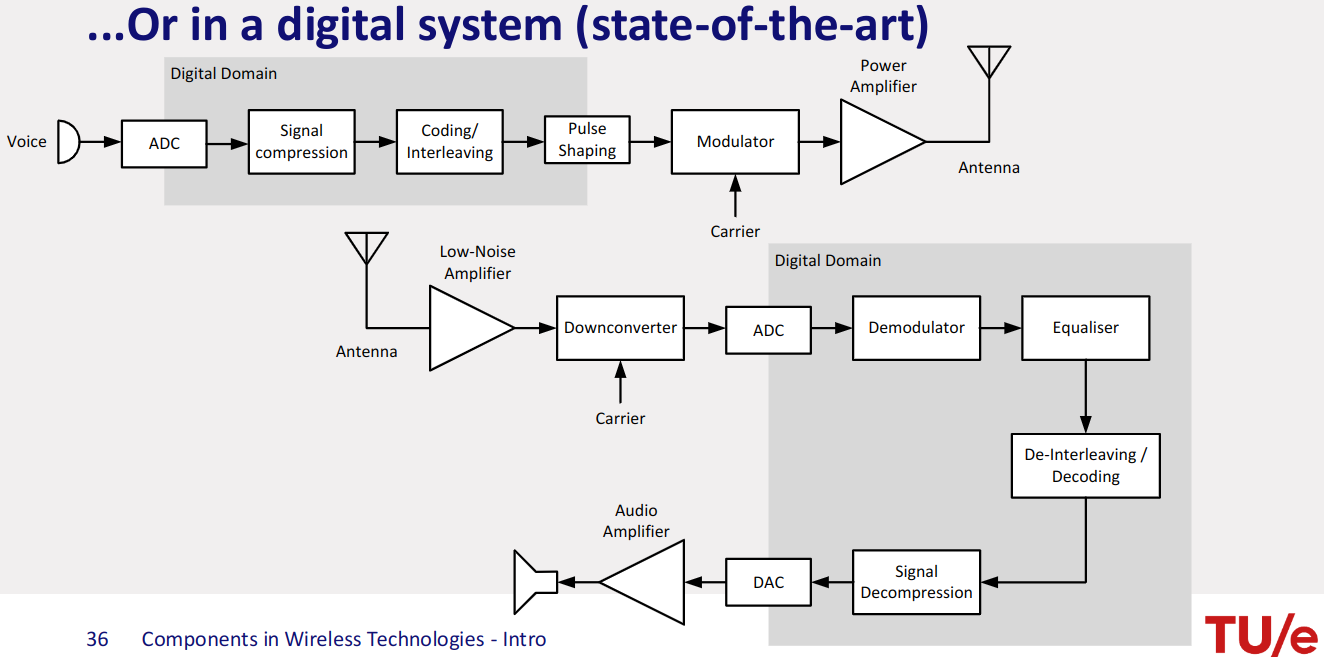 ...Or in a digital system (state-of-the-art)
Digital Domain
Power
Amplifier
Voice
ADC
Signal
compression
Coding/
Interleaving
Pulse
Shaping
Modulator
Antenna
Carrier
Low-Noise
Amplifier
Digital Domain
Antenna
Downconverter
ADC
Demodulator
Equaliser
Carrier
De-Interleaving /
Decoding
Audio
Amplifier
DAC
Signal
Decompression
36 Components in Wireless Technologies - Intro
TU/e